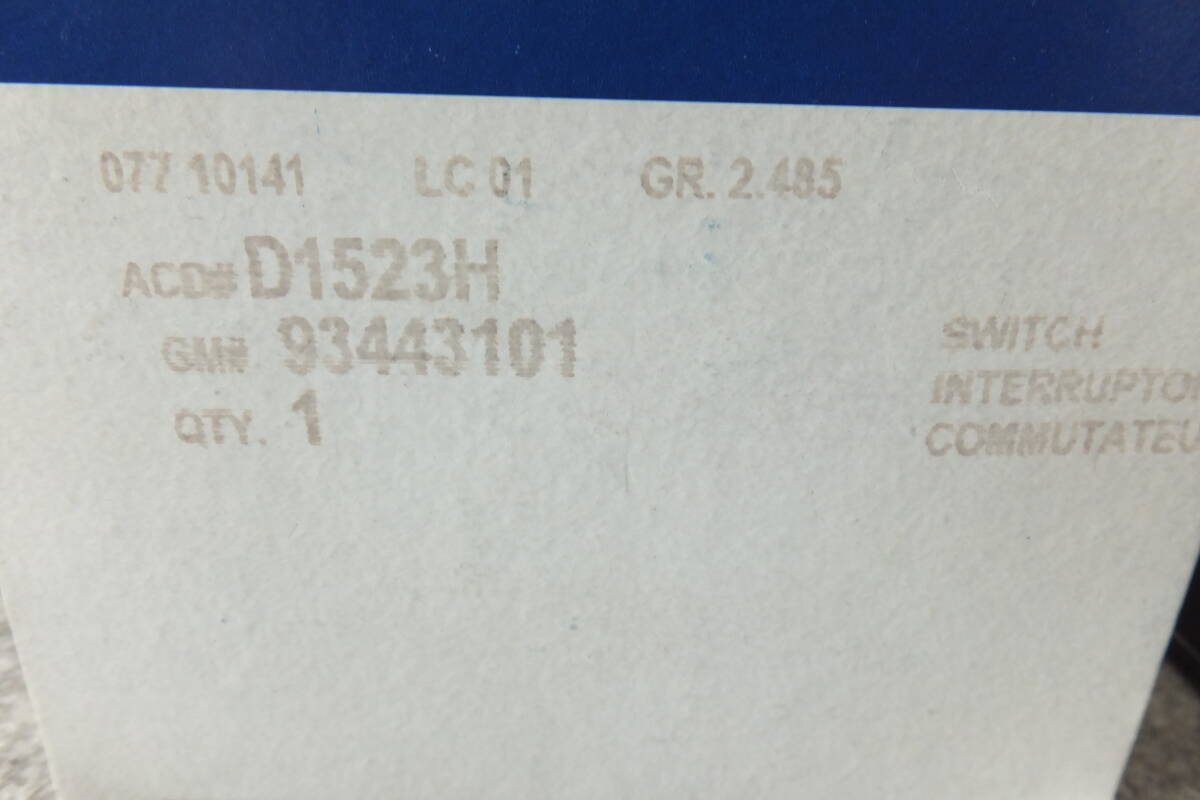 077 10141 LC 01 GR. 2.485
ACD# D1523H
GM# 93443101
QTY. 1
SWITCH
INTERRUPTO
COMMUTATEU